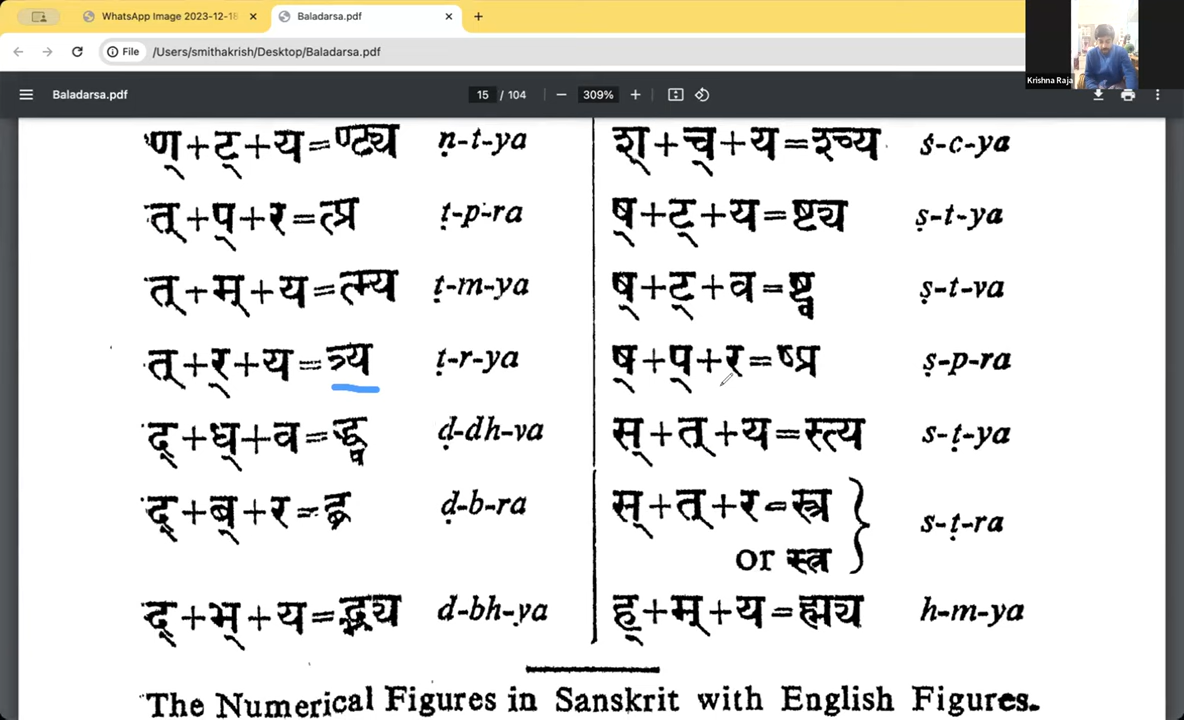 WhatsApp Image 2023-12-18
Baladarsa.pdf
File /Users/smithakrish/Desktop/Baladarsa.pdf
Krishna Raja
Baladarsa.pdf 15 / 104 309%
ण्+ट्+य=ण्ट्य ṇ-t-ya
त्+प्+र=त्प्र ṭ-p-ra
त्+म्+य=त्म्य ṭ-m-ya
त्+र्+य=त्र्य ṭ-r-ya
द्+ध्+व=द्ध्व ḍ-dh-va
द्+ब्+र=द्ब्र ḍ-b-ra
द्+भ्+य=द्भ्य d-bh-ya
श्+च्+य=श्च्य ś-c-ya
ष्+ट्+य=ष्ट्य ṣ-t-ya
ष्+ट्+व=ष्ट्व ṣ-t-va
ष्+प्+र=ष्प्र ṣ-p-ra
स्+त्+य=स्त्य s-ṭ-ya
स्+त्+र=स्त्र } s-ṭ-ra
or स्त्र
ह्+म्+य=ह्म्य h-m-ya
The Numerical Figures in Sanskrit with English Figures.